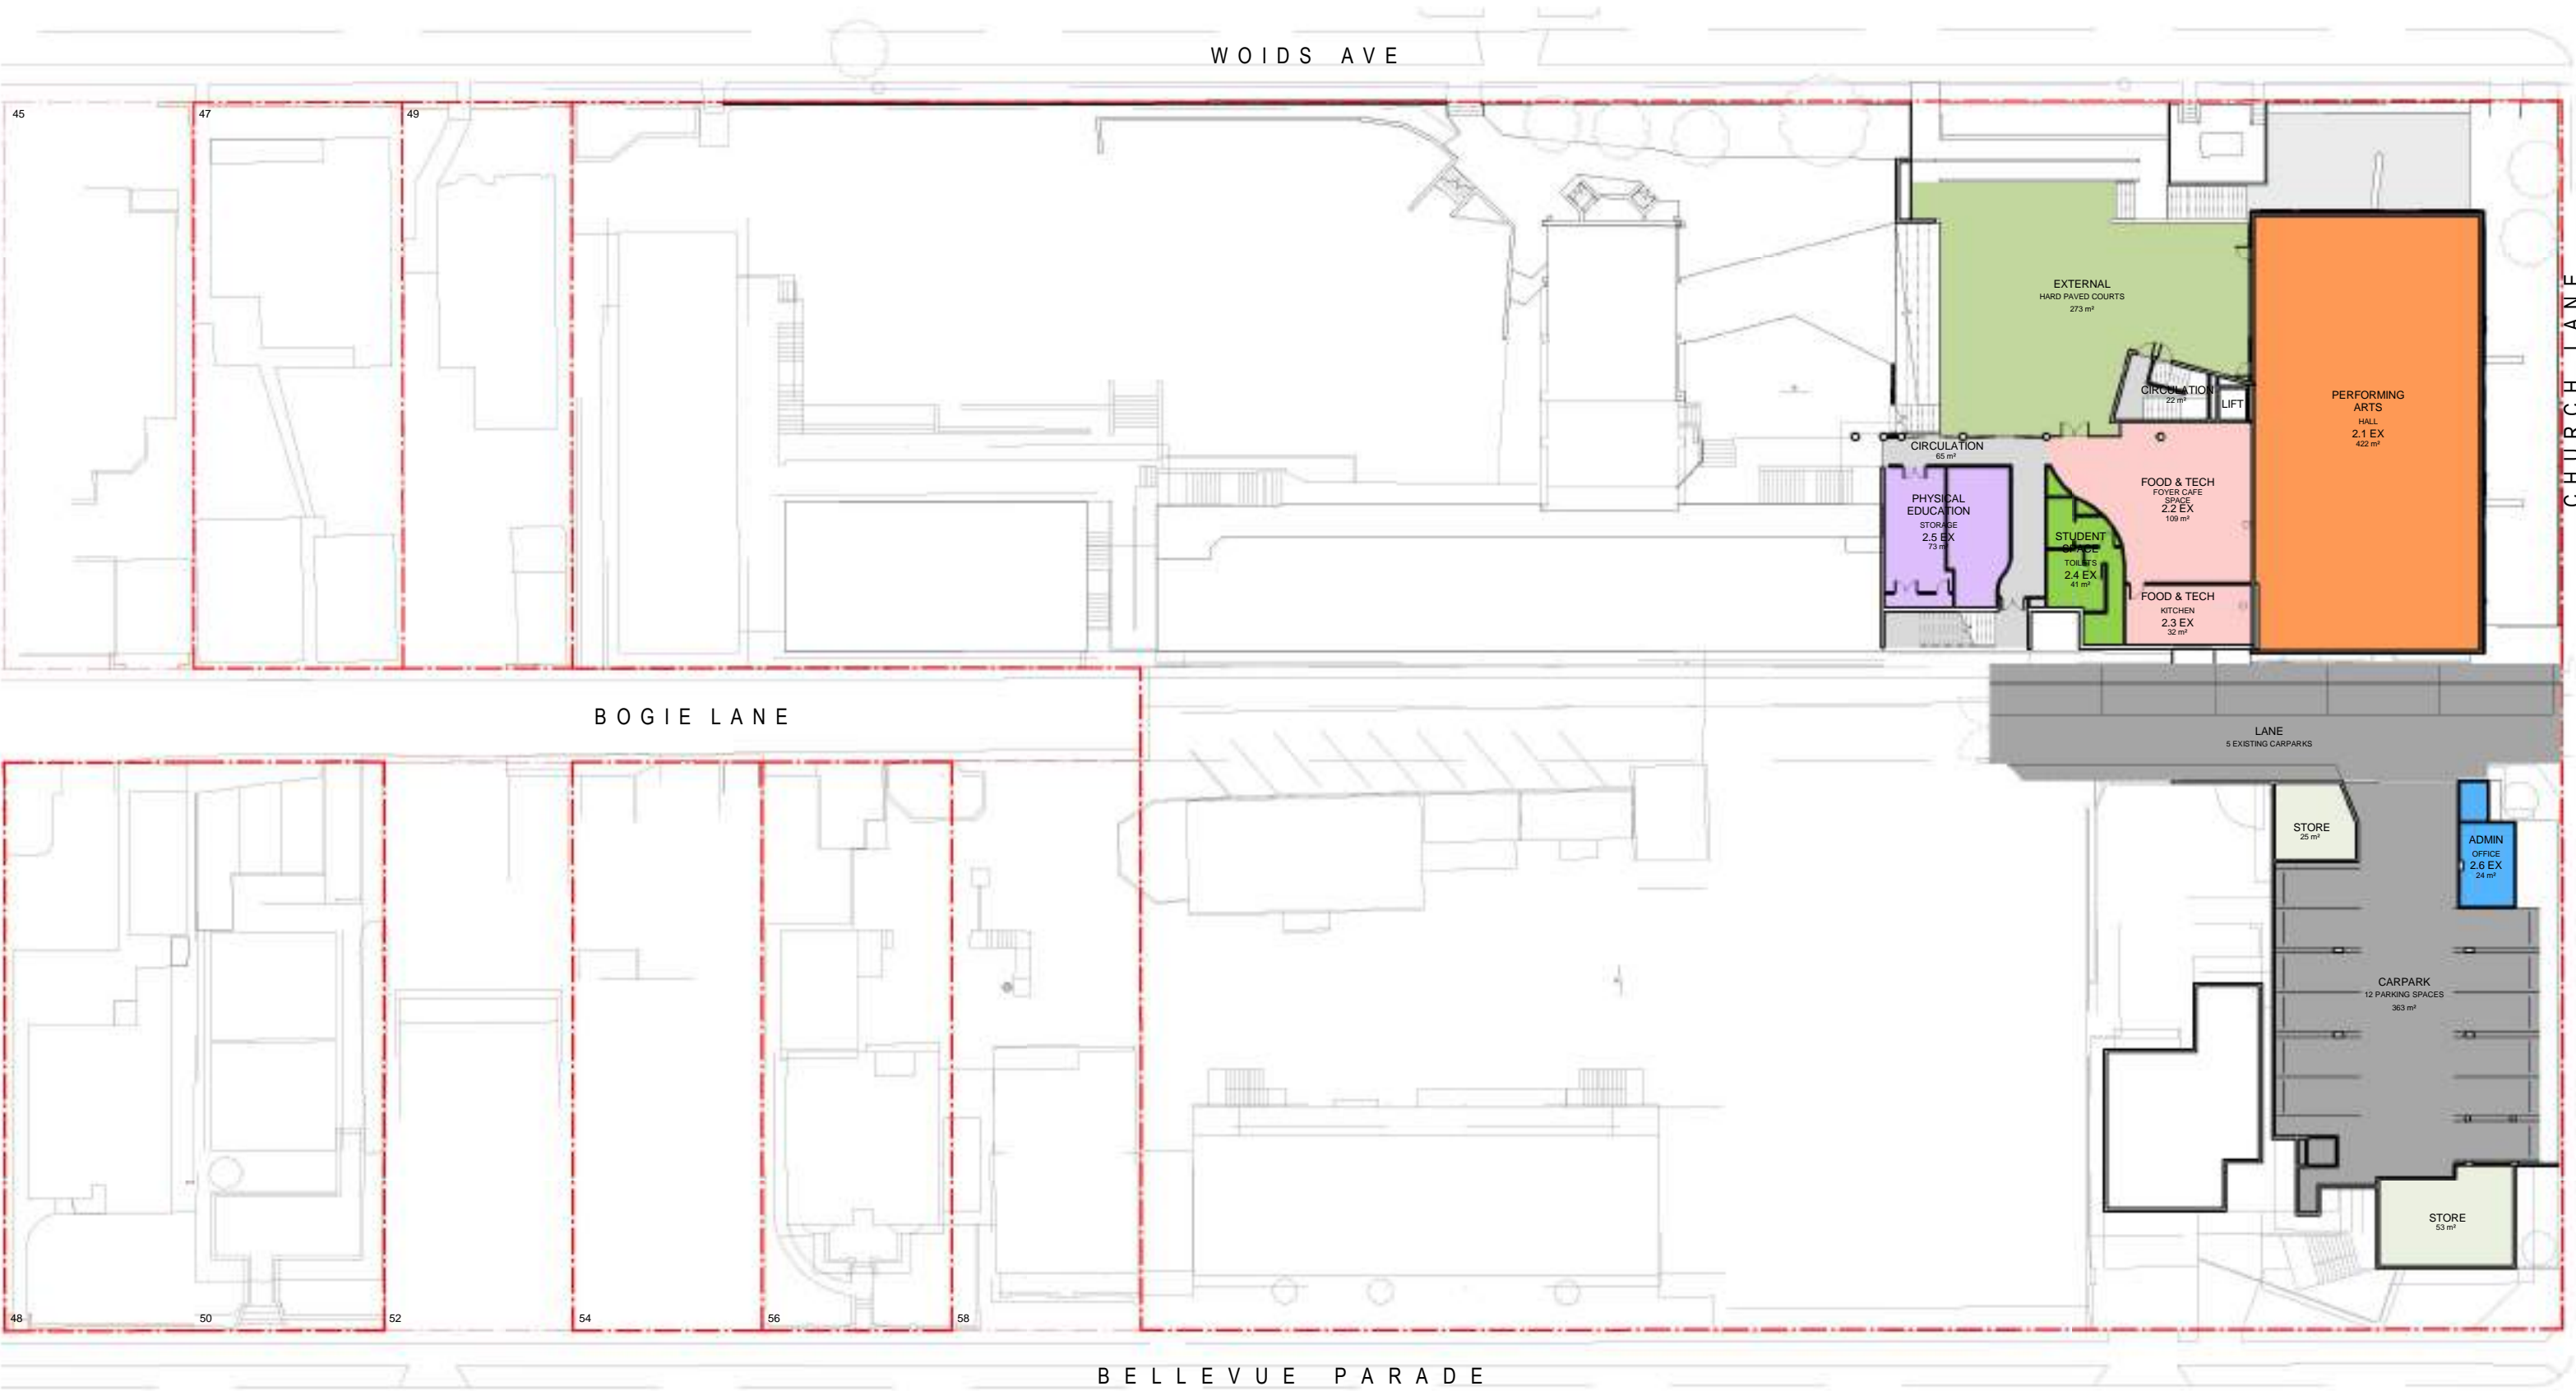 WOIDS AVE
45
47
49
EXTERNAL
HARD PAVED COURTS
273 m²
CIRCULATION
22 m²
LIFT
PERFORMING
ARTS
HALL
2.1 EX
422 m²
CHURCH LANE
CIRCULATION
65 m²
PHYSICAL
EDUCATION
STORAGE
2.5 EX
73 m²
STUDENT
SPACE
TOILETS
2.4 EX
41 m²
FOOD & TECH
FOYER CAFE
SPACE
2.2 EX
109 m²
FOOD & TECH
KITCHEN
2.3 EX
32 m²
BOGIE LANE
LANE
5 EXISTING CARPARKS
STORE
25 m²
ADMIN
OFFICE
2.6 EX
24 m²
CARPARK
12 PARKING SPACES
363 m²
STORE
53 m²
48
50
52
54
56
58
BELLEVUE PARADE